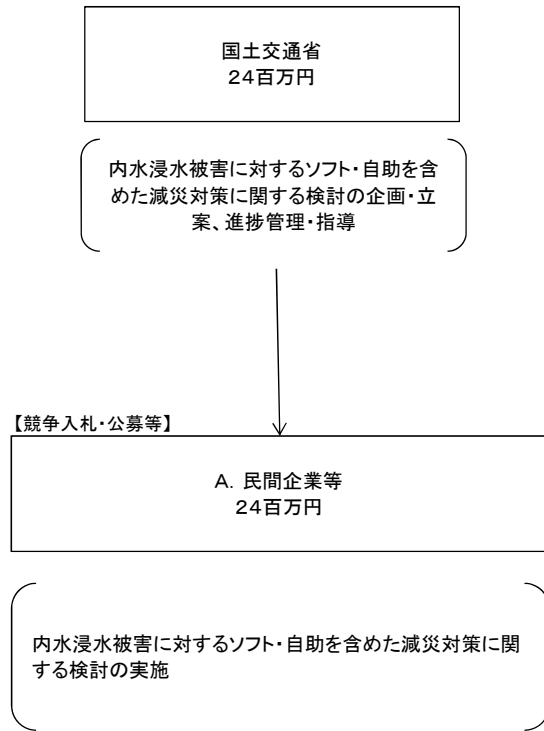 国土交通省
24百万円
内水浸水被害に対するソフト・自助を含
めた減災対策に関する検討の企画・立
案、進捗管理・指導
【競争入札・公募等】
A. 民間企業等
24百万円
内水浸水被害に対するソフト・自助を含めた減災対策に関
する検討の実施